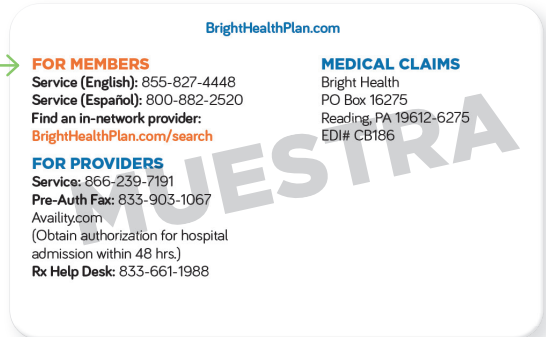 BrightHealthPlan.com
FOR MEMBERS
Service (English): 855-827-4448
Service (Español): 800-882-2520
Find an in-network provider:
BrightHealthPlan.com/search
FOR PROVIDERS
Service: 866-239-7191
Pre-Auth Fax: 833-903-1067
Availity.com
(Obtain authorization for hospital
admission within 48 hrs.)
Rx Help Desk: 833-661-1988
MEDICAL CLAIMS
Bright Health
PO Box 16275
Reading, PA 19612-6275
EDI# CB186
MUESTRA